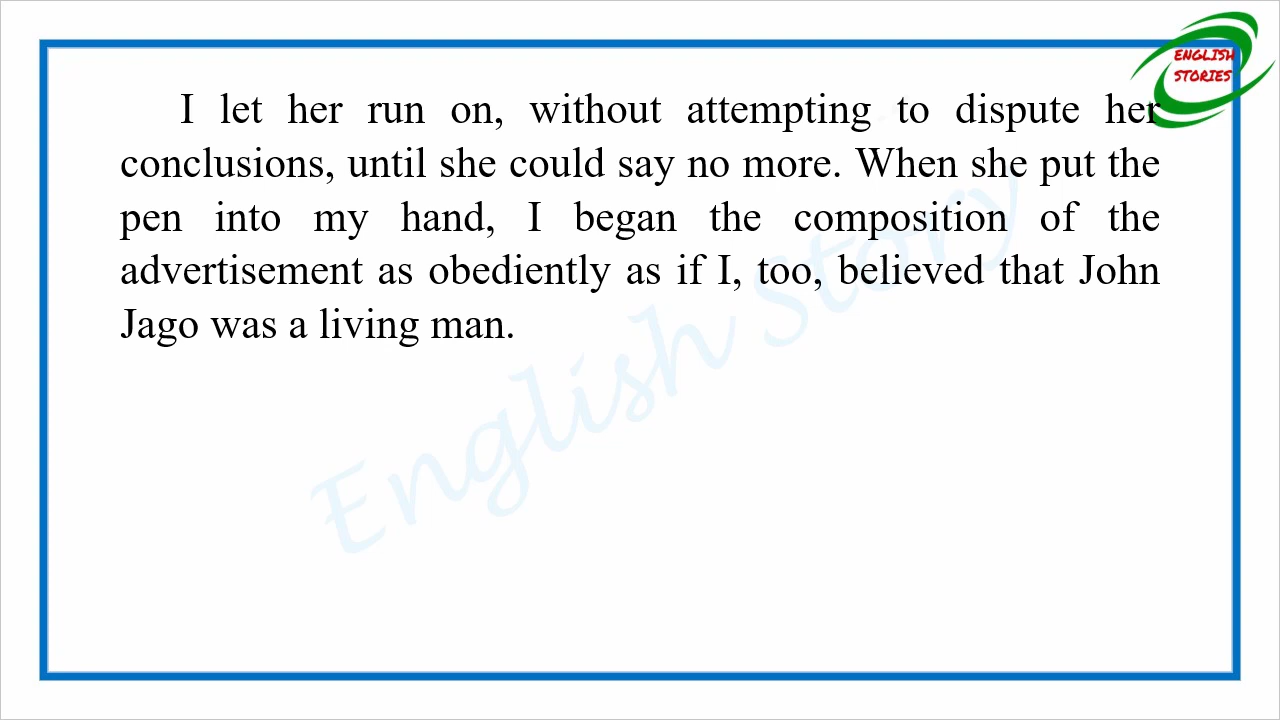 ENGLISH
STORIES
I let her run on, without attempting to dispute her
conclusions, until she could say no more. When she put the
pen into my hand, I began the composition of the
advertisement as obediently as if I, too, believed that John
Jago was a living man.
English Story